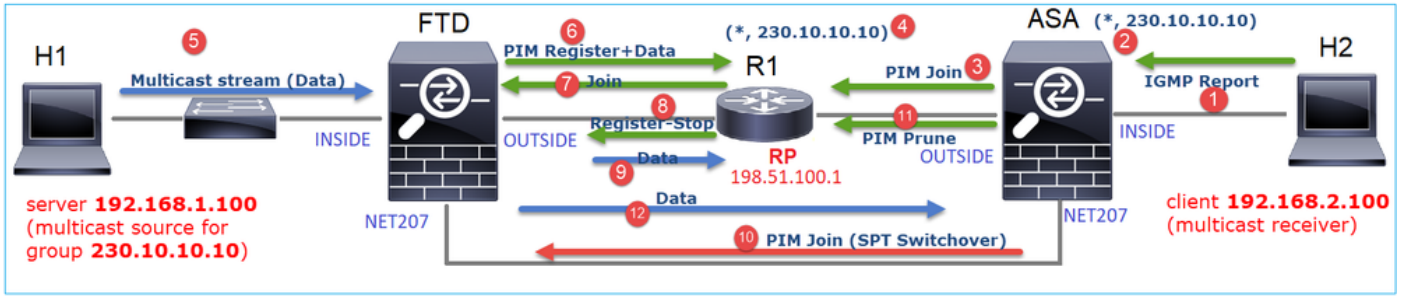 FTD
ASA
H1
H2
5
6
4
2
3
(*, 230.10.10.10)
(*, 230.10.10.10)
PIM Register+Data
R1
Multicast stream (Data)
7
Join
PIM Join
IGMP Report
1
8
Register-Stop
11
PIM Prune
INSIDE
OUTSIDE
RP
OUTSIDE
INSIDE
9
Data
198.51.100.1
server 192.168.1.100
(multicast source for
group 230.10.10.10)
NET207
12
Data
NET207
client 192.168.2.100
(multicast receiver)
10
PIM Join (SPT Switchover)